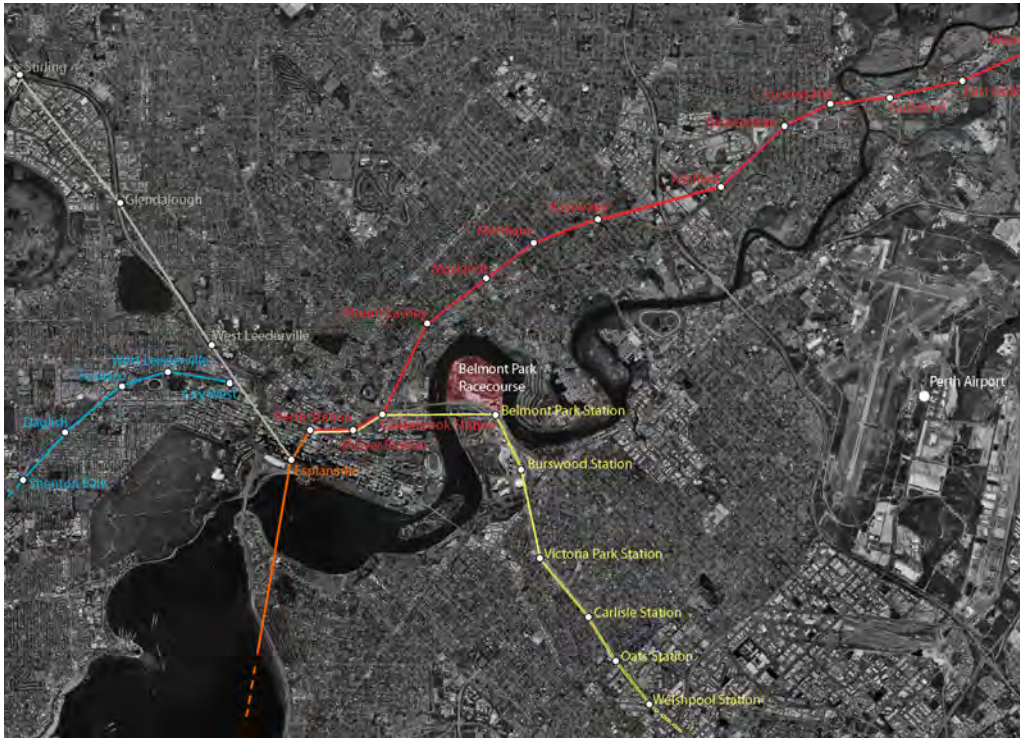 Stirling
Success Hill
East Guildford
Guildford
Bassendean
Ashfield
Glendalough
Bayswater
Meltham
Maylands
Mount Lawley
West Leederville
West Leederville
Subiaco
City West
Belmont Park
Racecourse
Perth Airport
Daglish
Perth Station
Claisebrook Station
Belmont Park Station
McIver Station
Esplanade
Burswood Station
Shenton Park
Victoria Park Station
Carlisle Station
Oats Station
Welshpool Station